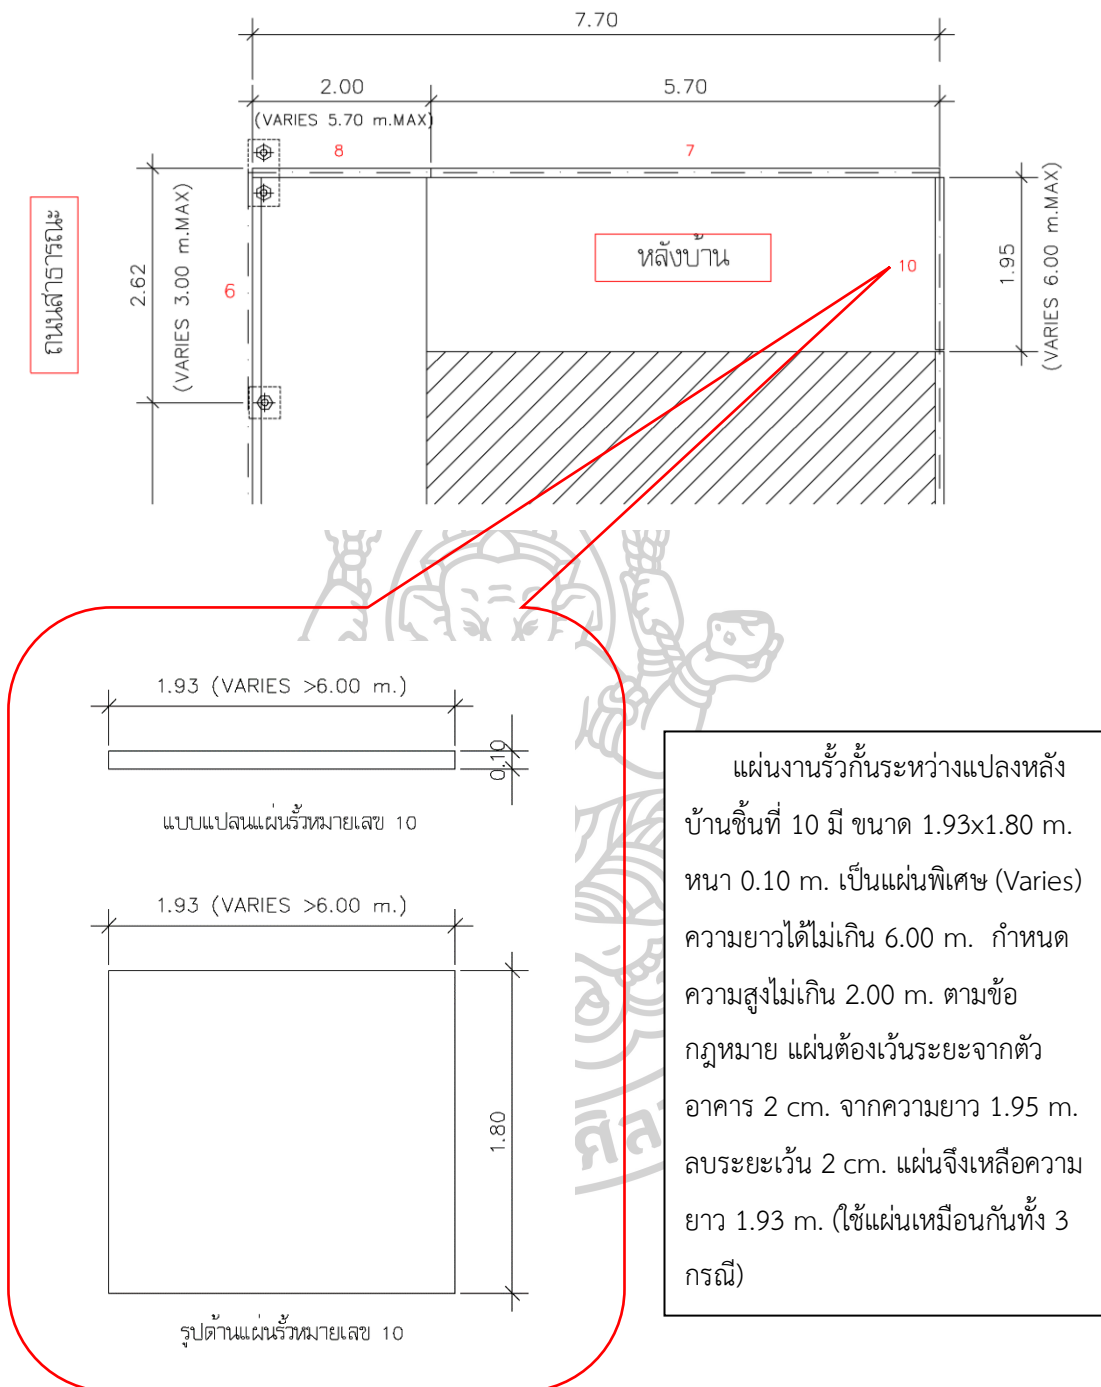 7.70
2.00
5.70
(VARIES 5.70 m.MAX)
8
7
ถนนสาธารณะ
2.62
(VARIES 3.00 m.MAX)
6
หลังบ้าน
10
1.95
(VARIES 6.00 m.MAX)
1.93 (VARIES >6.00 m.)
0.10
แบบแปลนแผ่นรั้วหมายเลข 10
1.93 (VARIES >6.00 m.)
1.80
รูปด้านแผ่นรั้วหมายเลข 10
แผ่นงานรั้วกั้นระหว่างแปลงหลัง
บ้านชิ้นที่ 10 มี ขนาด 1.93x1.80 m.
หนา 0.10 m. เป็นแผ่นพิเศษ (Varies)
ความยาวได้ไม่เกิน 6.00 m. กำหนด
ความสูงไม่เกิน 2.00 m. ตามข้อ
กฎหมาย แผ่นต้องเว้นระยะจากตัว
อาคาร 2 cm. จากความยาว 1.95 m.
ลบระยะเว้น 2 cm. แผ่นจึงเหลือความ
ยาว 1.93 m. (ใช้แผ่นเหมือนกันทั้ง 3
กรณี)